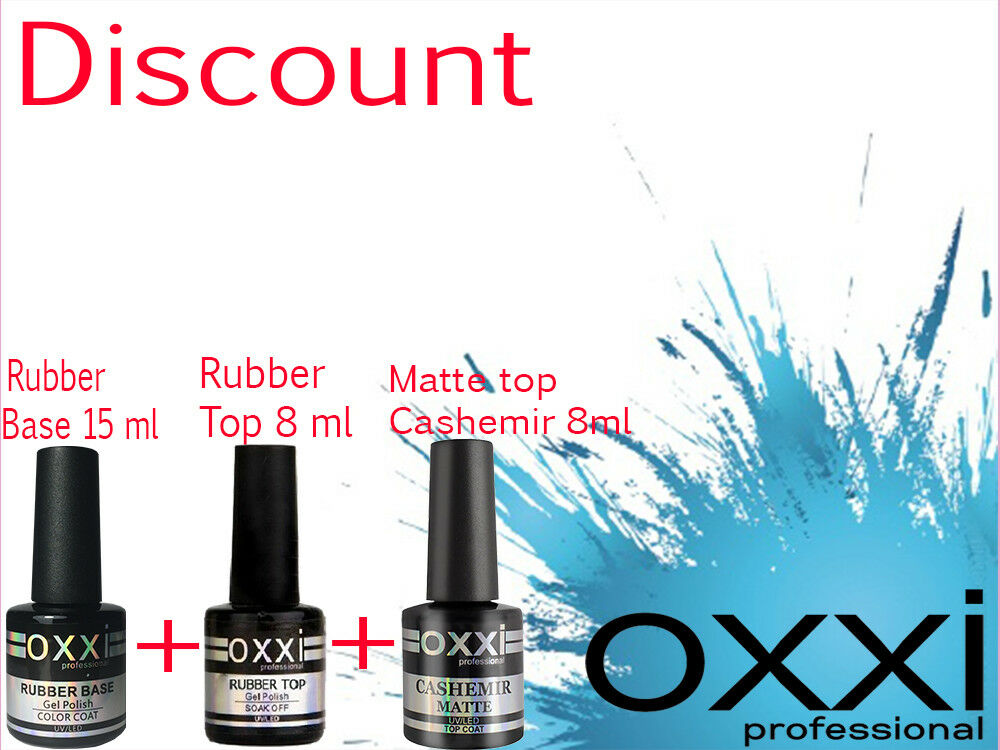 Discount
Rubber
Base 15 ml
Rubber
Top 8 ml
Matte top
Cashemir 8ml
oxxi
professional
RUBBER BASE
Gel Polish
COLOR COAT
UV/LED
+
oxxi
professional
RUBBER TOP
Gel Polish
SOAK OFF
UV/LED
+
oxxi
professional
CASHEMIR
MATTE
UV/LED
TOP COAT
oxxi
professional